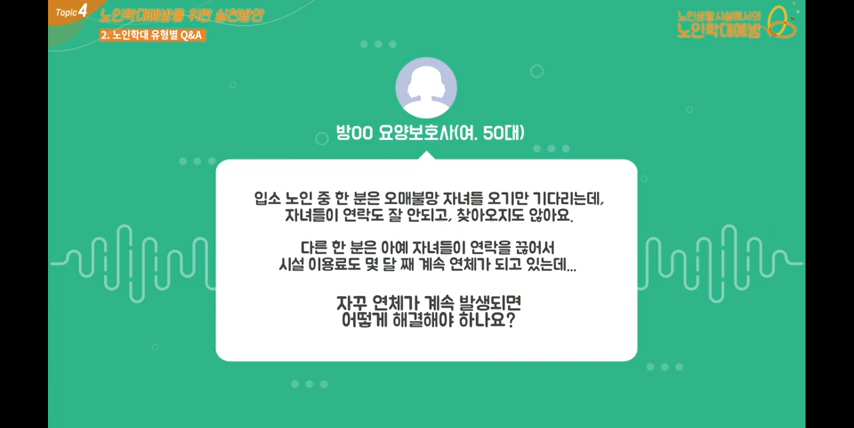 Topic 4 노인학대예방를 위한 실천방안
2. 노인학대 유형별 Q&A
노인생활시설에서의
노인학대예방
방OO 요양보호사(여. 50대)
입소 노인 중 한 분은 오매불망 자녀들 오기만 기다리는데,
자녀들이 연락도 잘 안되고, 찾아오지도 않아요.
다른 한 분은 아예 자녀들이 연락을 끊어서
시설 이용료도 몇 달 째 계속 연체가 되고 있는데...
자꾸 연체가 계속 발생되면
어떻게 해결해야 하나요?